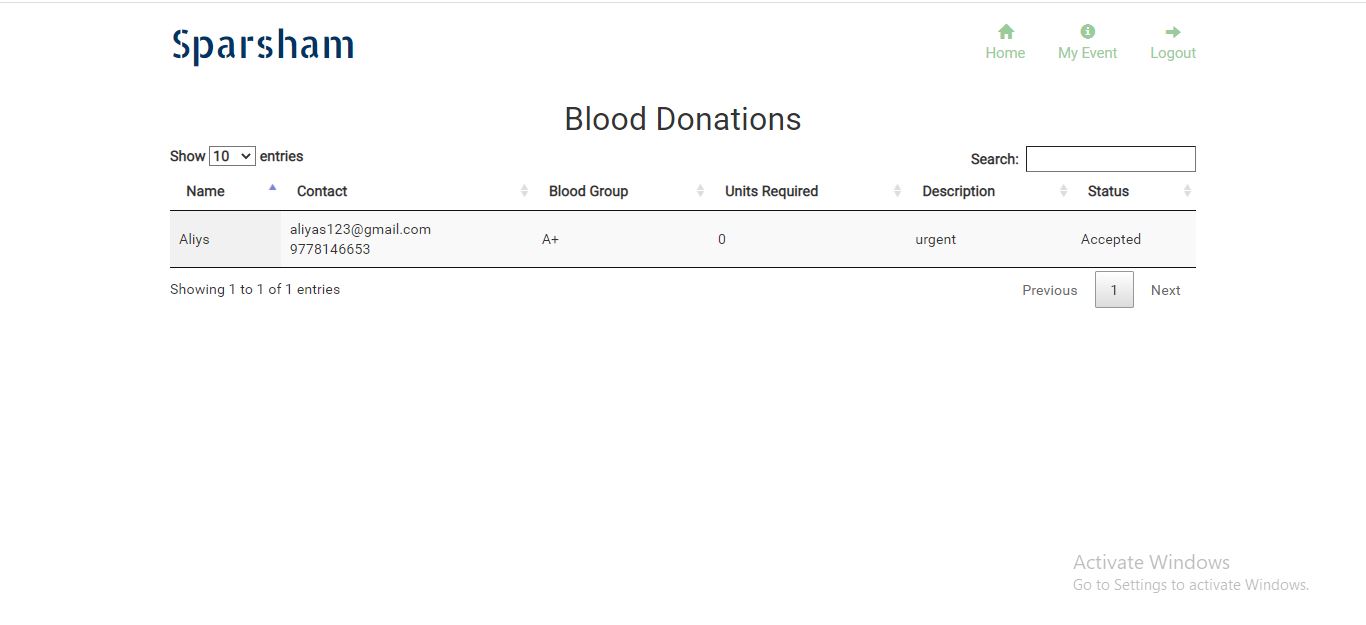 Sparsham
Home My Event Logout
Blood Donations
Show 10 entries
Search:
Name Contact Blood Group Units Required Description Status
aliyas123@gmail.com
Aliys A+ 0 urgent Accepted
9778146653
Showing 1 to 1 of 1 entries
Previous 1 Next
Activate Windows
Go to Settings to activate Windows.